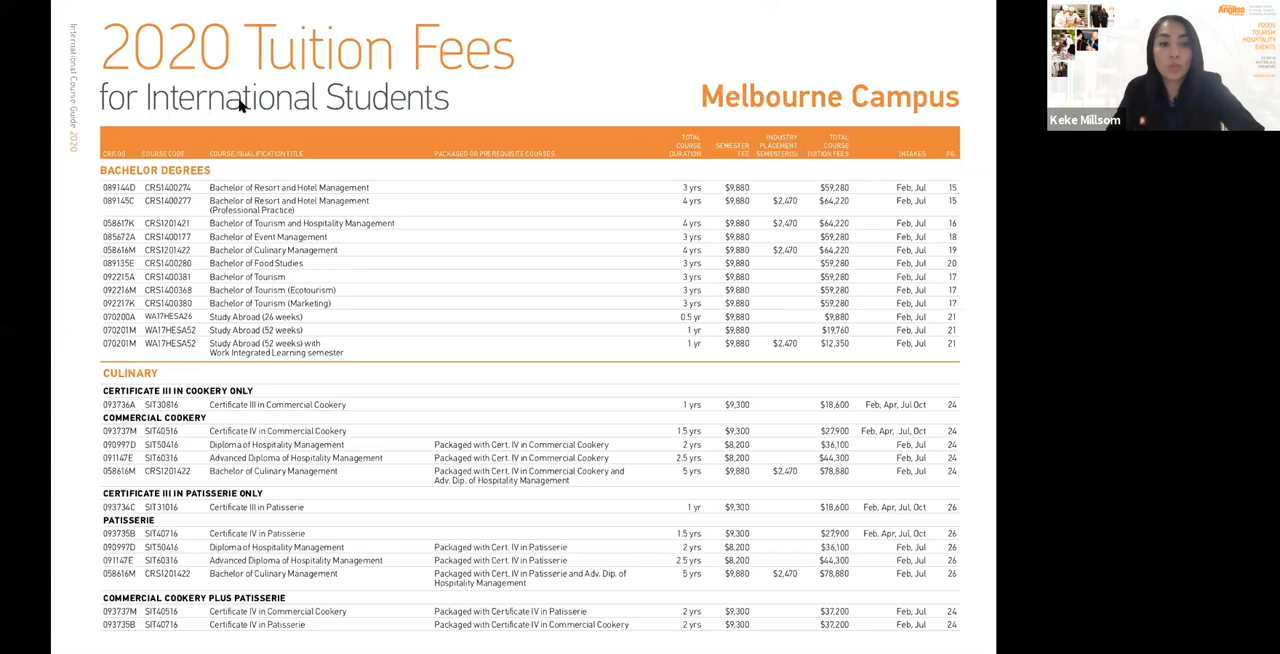 2020 Tuition Fees
for International Students
Melbourne Campus
International Course Guide 2020
CRICOS COURSE CODE COURSE/QUALIFICATION TITLE PACKAGED OR PREREQUISITE COURSES TOTAL COURSE DURATION SEMESTER FEE INDUSTRY PLACEMENT SEMESTER(S) TOTAL COURSE TUITION FEES INTAKES PG.
BACHELOR DEGREES
089144D CRS1400274 Bachelor of Resort and Hotel Management 3 yrs $9,880 $59,280 Feb, Jul 15
089145C CRS1400277 Bachelor of Resort and Hotel Management 4 yrs $9,880 $2,470 $64,220 Feb, Jul 15
(Professional Practice)
058617K CRS1201421 Bachelor of Tourism and Hospitality Management 4 yrs $9,880 $2,470 $64,220 Feb, Jul 16
085672A CRS1400177 Bachelor of Event Management 3 yrs $9,880 $59,280 Feb, Jul 18
058616M CRS1201422 Bachelor of Culinary Management 4 yrs $9,880 $2,470 $64,220 Feb, Jul 19
089135E CRS1400280 Bachelor of Food Studies 3 yrs $9,880 $59,280 Feb, Jul 20
092215A CRS1400381 Bachelor of Tourism 3 yrs $9,880 $59,280 Feb, Jul 17
092216M CRS1400368 Bachelor of Tourism (Ecotourism) 3 yrs $9,880 $59,280 Feb, Jul 17
092217K CRS1400380 Bachelor of Tourism (Marketing) 3 yrs $9,880 $59,280 Feb, Jul 17
070200A WA17HESA26 Study Abroad (26 weeks) 0.5 yr $9,880 $9,880 Feb, Jul 21
070201M WA17HESA52 Study Abroad (52 weeks) 1 yr $9,880 $19,760 Feb, Jul 21
070201M WA17HESA52 Study Abroad (52 weeks) with 1 yr $9,880 $2,470 $12,350 Feb, Jul 21
Work Integrated Learning semester
CULINARY
CERTIFICATE III IN COOKERY ONLY
093736A SIT30816 Certificate III in Commercial Cookery 1 yrs $9,300 $18,600 Feb, Apr, Jul Oct 24
COMMERCIAL COOKERY
093737M SIT40516 Certificate IV in Commercial Cookery 1.5 yrs $9,300 $27,900 Feb, Apr, Jul, Oct 24
090997D SIT50416 Diploma of Hospitality Management Packaged with Cert. IV in Commercial Cookery 2 yrs $8,200 $36,100 Feb, Jul 24
091147E SIT60316 Advanced Diploma of Hospitality Management Packaged with Cert. IV in Commercial Cookery 2.5 yrs $8,200 $44,300 Feb, Jul 24
058616M CRS1201422 Bachelor of Culinary Management Packaged with Cert. IV in Commercial Cookery and 5 yrs $9,880 $2,470 $78,880 Feb, Jul 24
Adv. Dip. of Hospitality Management
CERTIFICATE III IN PATISSERIE ONLY
093734C SIT31016 Certificate III in Patisserie 1 yr $9,300 $18,600 Feb, Apr, Jul, Oct 26
PATISSERIE
093735B SIT40716 Certificate IV in Patisserie 1.5 yrs $9,300 $27,900 Feb, Apr, Jul, Oct 26
090997D SIT50416 Diploma of Hospitality Management Packaged with Cert. IV in Patisserie 2 yrs $8,200 $36,100 Feb, Jul 26
091147E SIT60316 Advanced Diploma of Hospitality Management Packaged with Cert. IV in Patisserie 2.5 yrs $8,200 $44,300 Feb, Jul 26
058616M CRS1201422 Bachelor of Culinary Management Packaged with Cert. IV in Patisserie and Adv. Dip. of 5 yrs $9,880 $2,470 $78,880 Feb, Jul 26
Hospitality Management
COMMERCIAL COOKERY PLUS PATISSERIE
093737M SIT40516 Certificate IV in Commercial Cookery Packaged with Certificate IV in Patisserie 2 yrs $9,300 $37,200 Feb, Jul 24
093735B SIT40716 Certificate IV in Patisserie Packaged with Certificate IV in Commercial Cookery 2 yrs $9,300 $37,200 Feb, Jul 24
Angliss
FOODS
TOURISM
HOSPITALITY
EVENTS
STUDY IN
AUSTRALIA &
SINGAPORE
Keke Millsom